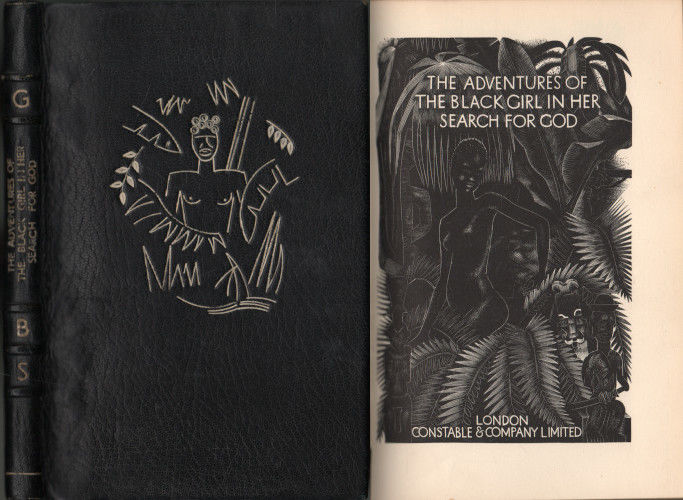 G
THE ADVENTURES OF
THE BLACK GIRL IN HER
SEARCH FOR GOD
B
S
THE ADVENTURES OF
THE BLACK GIRL IN HER
SEARCH FOR GOD
LONDON
CONSTABLE & COMPANY LIMITED